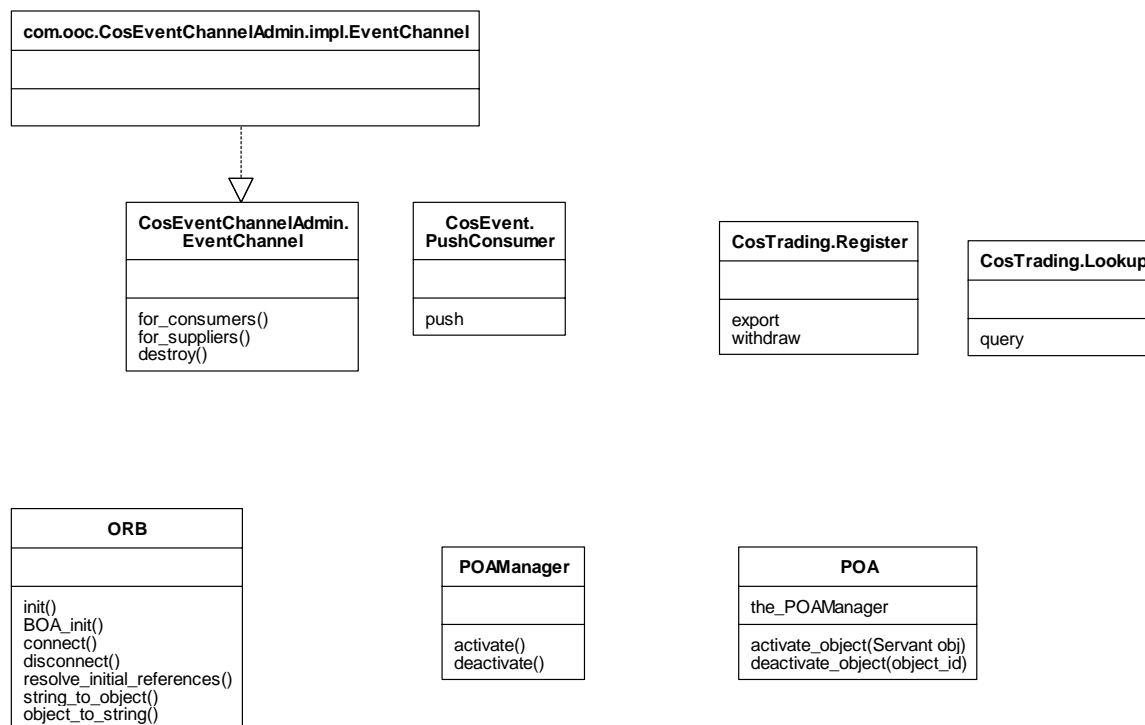 com.ooc.CosEventChannelAdmin.impl.EventChannel
CosEventChannelAdmin.
EventChannel
for_consumers()
for_suppliers()
destroy()
CosEvent.
PushConsumer
push
CosTrading.Register
export
withdraw
CosTrading.Lookup
query
ORB
init()
BOA_init()
connect()
disconnect()
resolve_initial_references()
string_to_object()
object_to_string()
POAManager
activate()
deactivate()
POA
the_POAManager
activate_object(Servant obj)
deactivate_object(object_id)